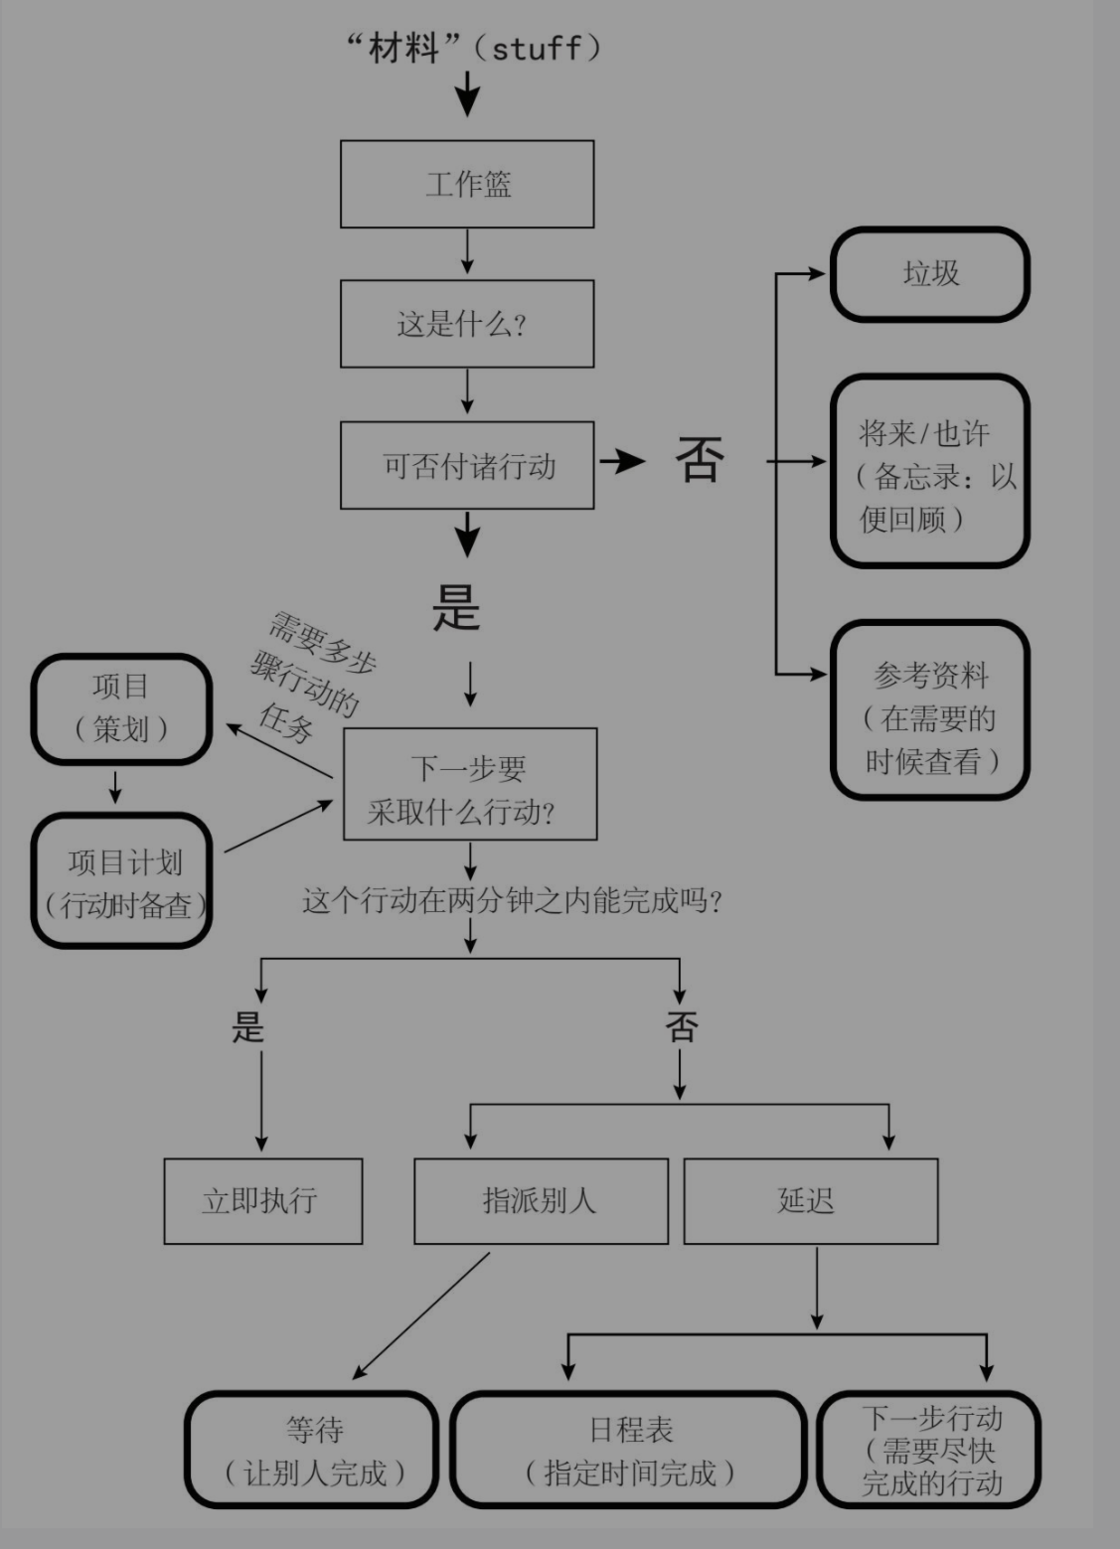 “材料”(stuff)
工作篮
这是什么?
可否付诸行动
否
垃圾
将来/也许
(备忘录: 以
便回顾)
参考资料
(在需要的
时候查看)
是
需要多步
骤行动的
任务
项目
(策划)
项目计划
(行动时备查)
下一步要
采取什么行动?
这个行动在两分钟之内能完成吗?
是
否
立即执行
指派别人
延迟
等待
(让别人完成)
日程表
(指定时间完成)
下一步行动
(需要尽快
完成的行动